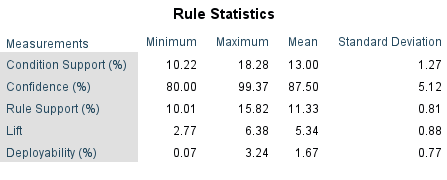 Rule Statistics
Measurements Minimum Maximum Mean Standard Deviation
Condition Support (%) 10.22 18.28 13.00 1.27
Confidence (%) 80.00 99.37 87.50 5.12
Rule Support (%) 10.01 15.82 11.33 0.81
Lift 2.77 6.38 5.34 0.88
Deployability (%) 0.07 3.24 1.67 0.77